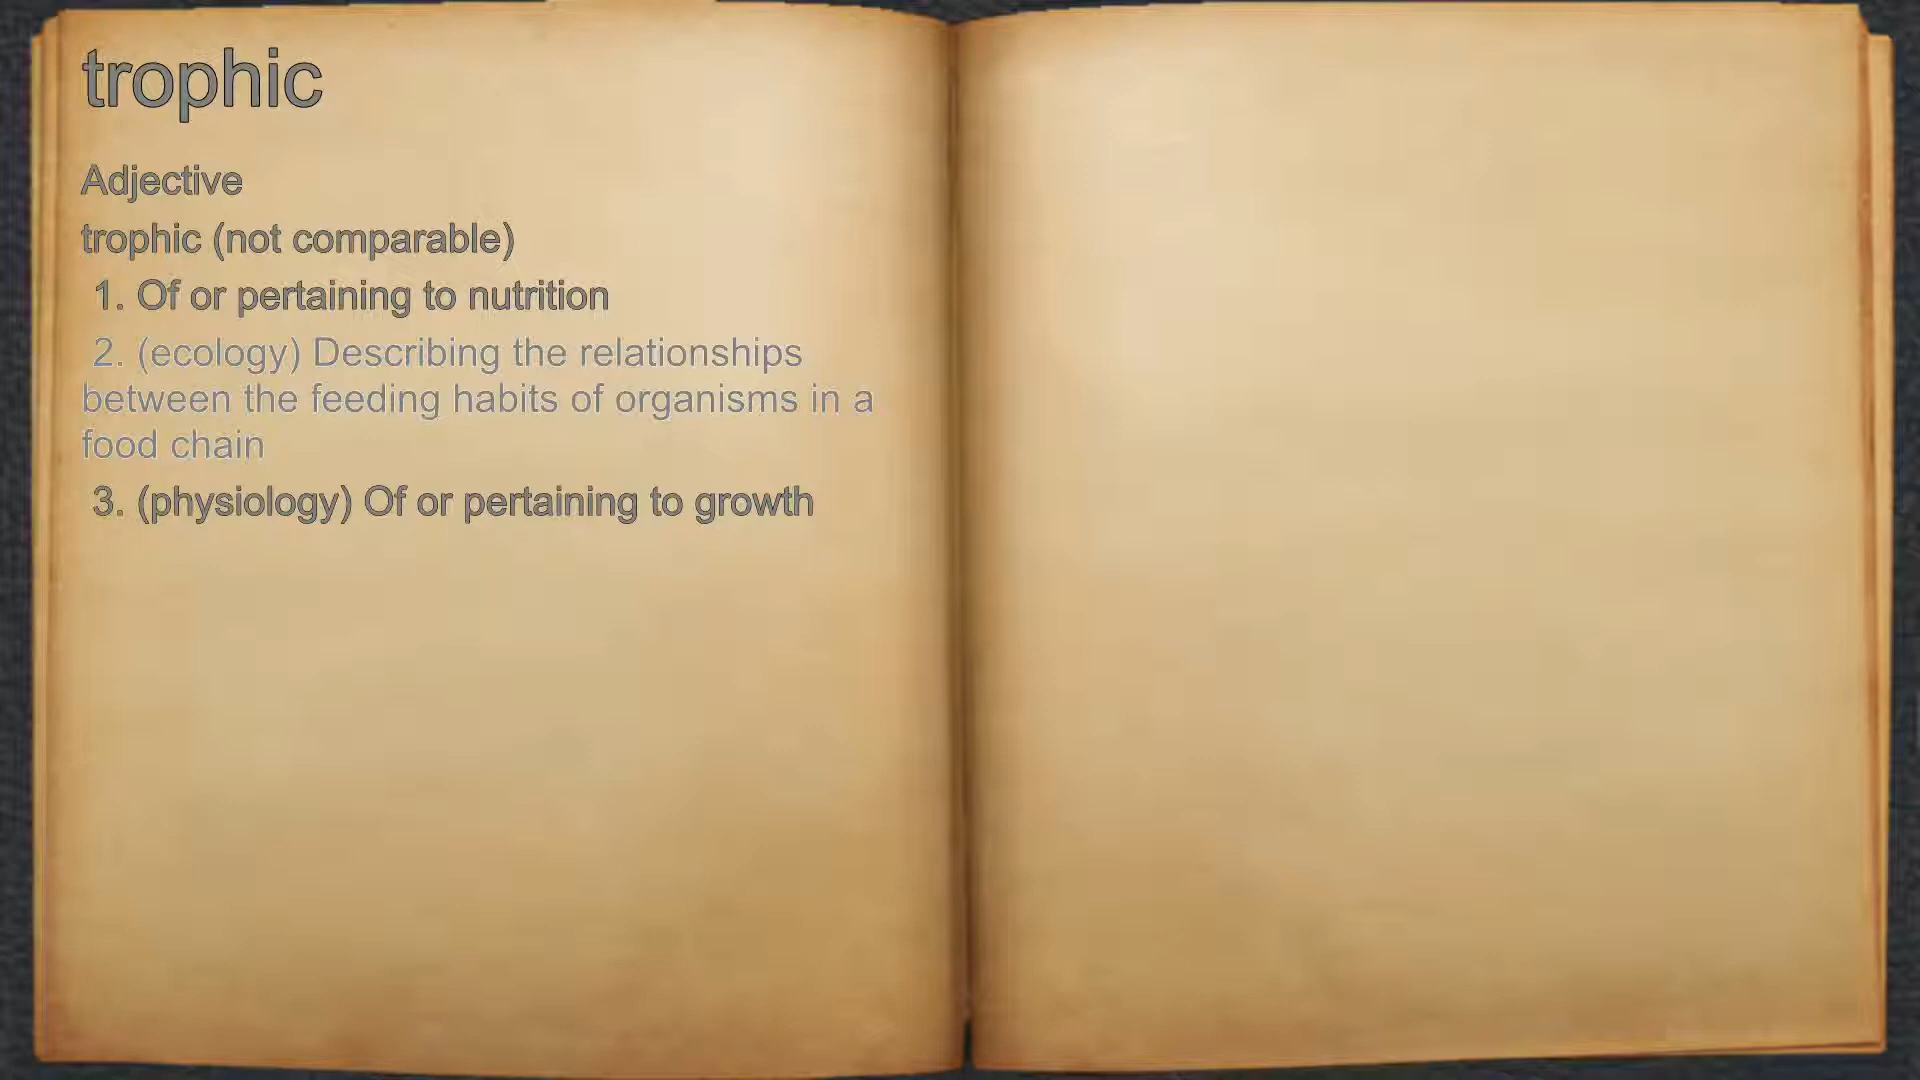 trophic
Adjective
trophic (not comparable)
1. Of or pertaining to nutrition
2. (ecology) Describing the relationships
between the feeding habits of organisms in a
food chain
3. (physiology) Of or pertaining to growth